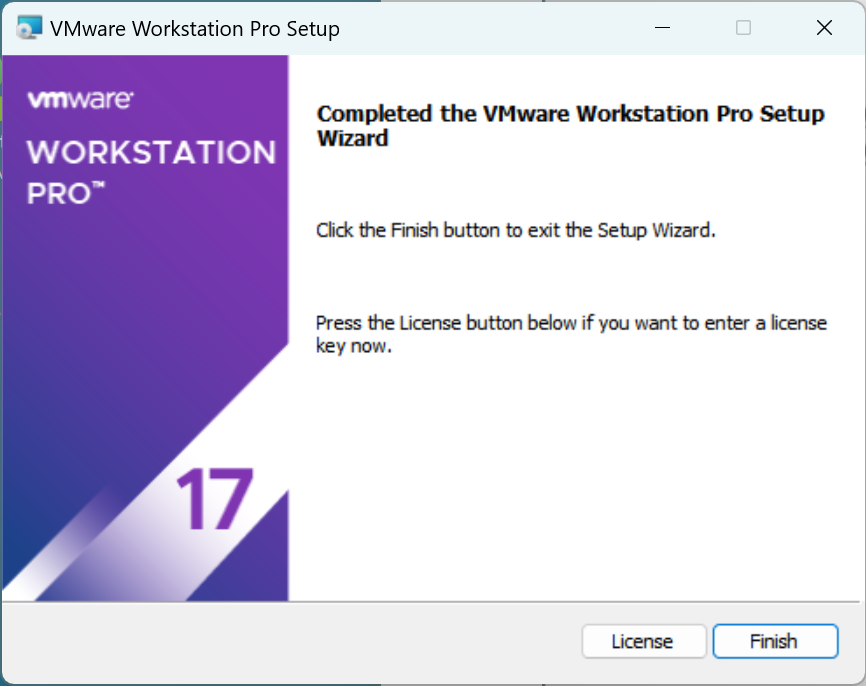 VMware Workstation Pro Setup
vmware®
WORKSTATION
PRO™
17
Completed the VMware Workstation Pro Setup
Wizard
Click the Finish button to exit the Setup Wizard.
Press the License button below if you want to enter a license
key now.
License
Finish